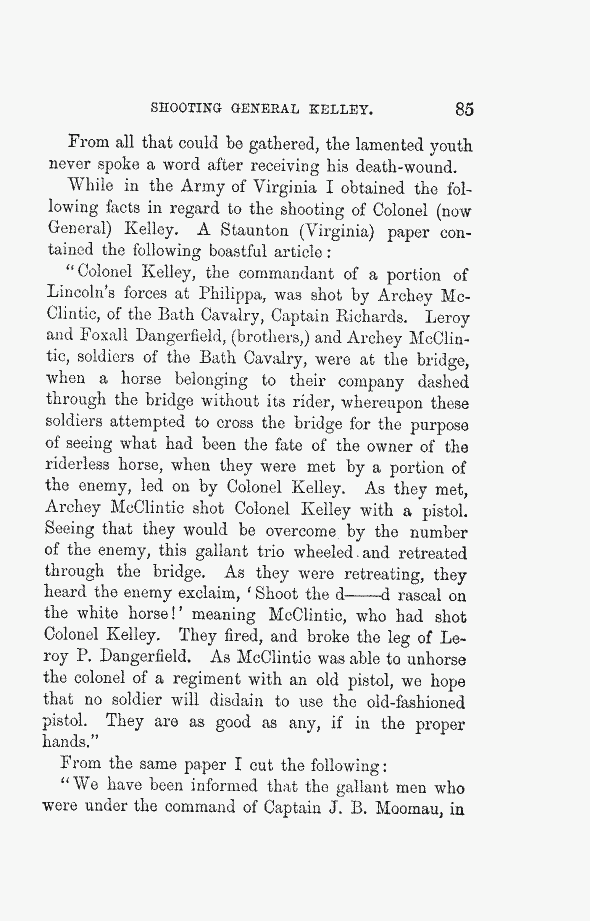 SHOOTING GENERAL KELLEY. 85
From all that could be gathered, the lamented youth
never spoke a word after receiving his death-wound.
While in the Army of Virginia I obtained the fol-
lowing facts in regard to the shooting of Colonel (now
General) Kelley. A Staunton (Virginia) paper con-
tained the following boastful article:
"Colonel Kelley, the commandant of a portion of
Lincoln's forces at Philippa, was shot by Archey Mc-
Clintic, of the Bath Cavalry, Captain Richards. Leroy
and Foxall Dangerfield, (brothers,) and Archey McClin-
tic, soldiers of the Bath Cavalry, were at the bridge,
when a horse belonging to their company dashed
through the bridge without its rider, whereupon these
soldiers attempted to cross the bridge for the purpose
of seeing what had been the fate of the owner of the
riderless horse, when they were met by a portion of
the enemy, led on by Colonel Kelley. As they met,
Archey McClintic shot Colonel Kelley with a pistol.
Seeing that they would be overcome by the number
of the enemy, this gallant trio wheeled and retreated
through the bridge. As they were retreating, they
heard the enemy exclaim, 'Shoot the d——d rascal on
the white horse!' meaning McClintic, who had shot
Colonel Kelley. They fired, and broke the leg of Le-
roy P. Dangerfield. As McClintic was able to unhorse
the colonel of a regiment with an old pistol, we hope
that no soldier will disdain to use the old-fashioned
pistol. They are as good as any, if in the proper
hands."
From the same paper I cut the following:
"We have been informed that the gallant men who
were under the command of Captain J. B. Moomau, in